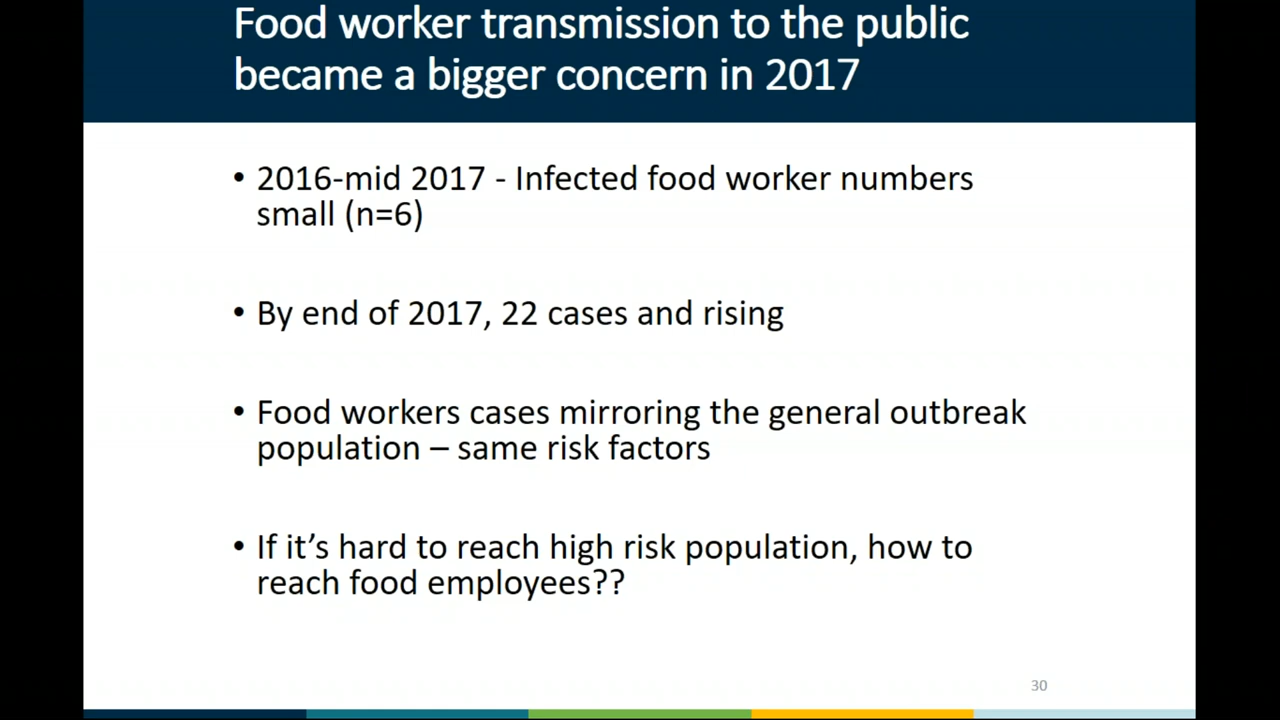 Food worker transmission to the public
became a bigger concern in 2017
• 2016-mid 2017 - Infected food worker numbers
small (n=6)
• By end of 2017, 22 cases and rising
• Food workers cases mirroring the general outbreak
population – same risk factors
• If it’s hard to reach high risk population, how to
reach food employees??
30